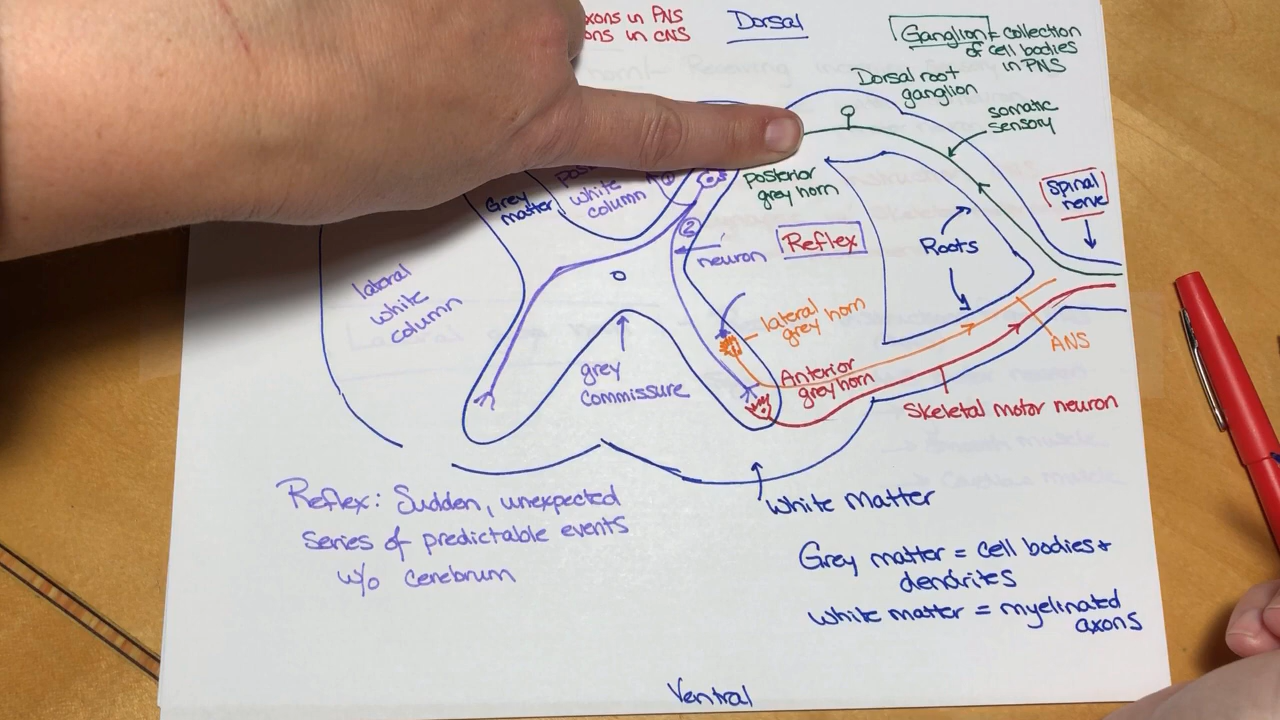 in PNS
in CNS
Dorsal
Ganglion = collection
of cell bodies
in PNS
Dorsal root
ganglion
somatic
sensory
Posterior
grey horn
Spinal
nerve
Grey
matter
white
column
1
2
neuron
Reflex
Roots
lateral
white
column
lateral horn
grey horn
ANS
grey
commissure
Anterior
grey horn
Skeletal motor neuron
White Matter
Reflex: Sudden, unexpected
series of predictable events
w/o cerebrum
Grey matter = cell bodies +
dendrites
White matter = myelinated
axons
Ventral